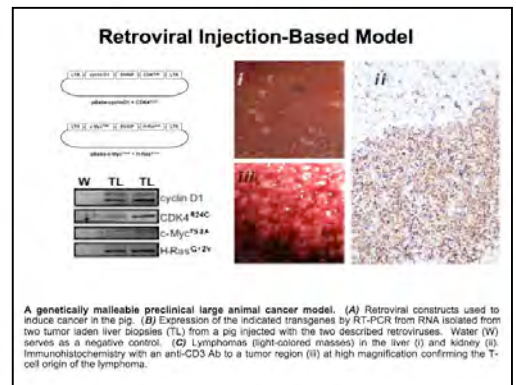 Retroviral Injection-Based Model
LTR cyclin D1 LTR
LTR LTR
W TL TL
cyclin D1
CDK4R24C
c-MycT58A
H-RasG12V
i
ii
iii
A genetically malleable preclinical large animal cancer model. (A) Retroviral constructs used to
induce cancer in the pig. (B) Expression of the indicated transgenes by RT-PCR from RNA isolated from
two tumor laden liver biopsies (TL) from a pig injected with the two described retroviruses. Water (W)
serves as a negative control. (C) Lymphomas (light-colored masses) in the liver (i) and kidney (ii).
Immunohistochemistry with an anti-CD3 Ab to a tumor region (iii) at high magnification confirming the T-
cell origin of the lymphoma.